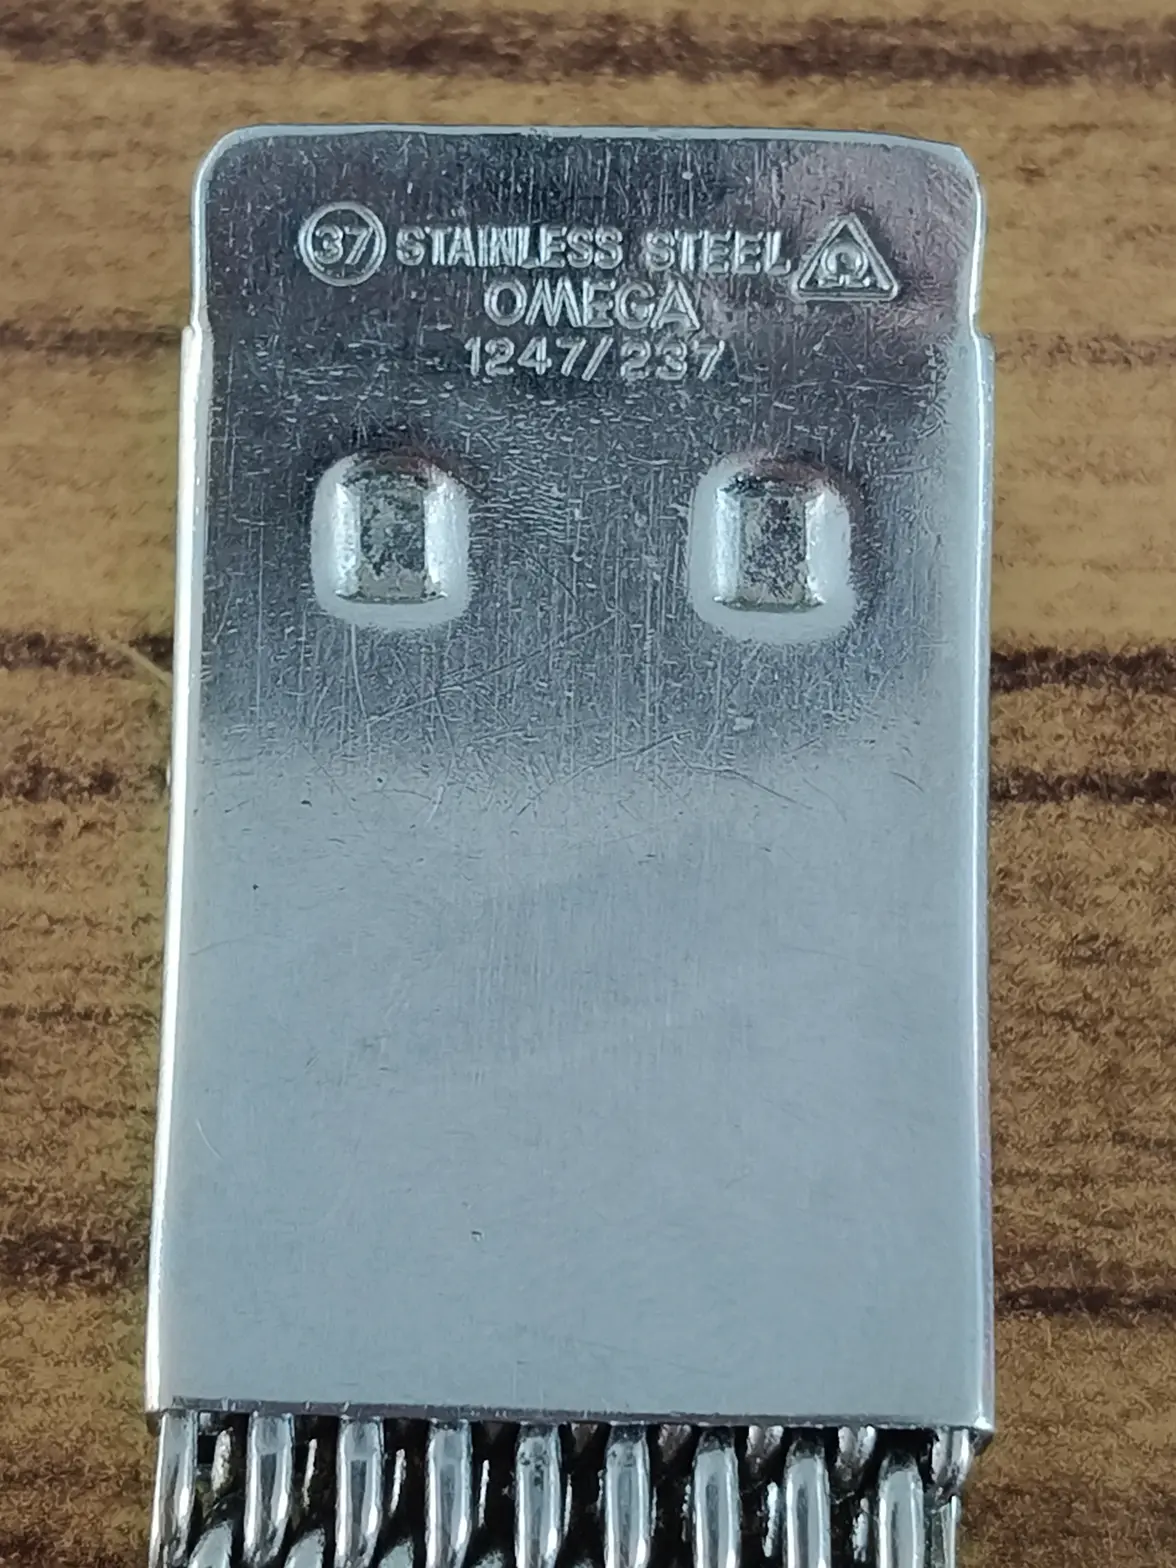 37 STAINLESS STEEL Ω
OMEGA
1247/237